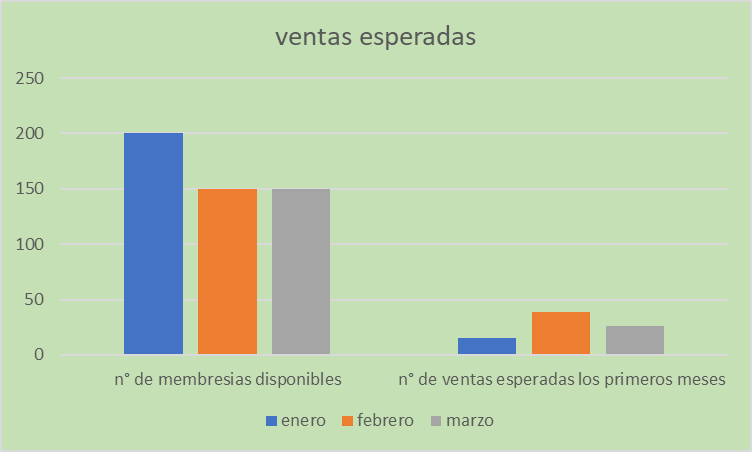 ventas esperadas
250
200
150
100
50
0
n° de membresias disponibles
n° de ventas esperadas los primeros meses
enero febrero marzo